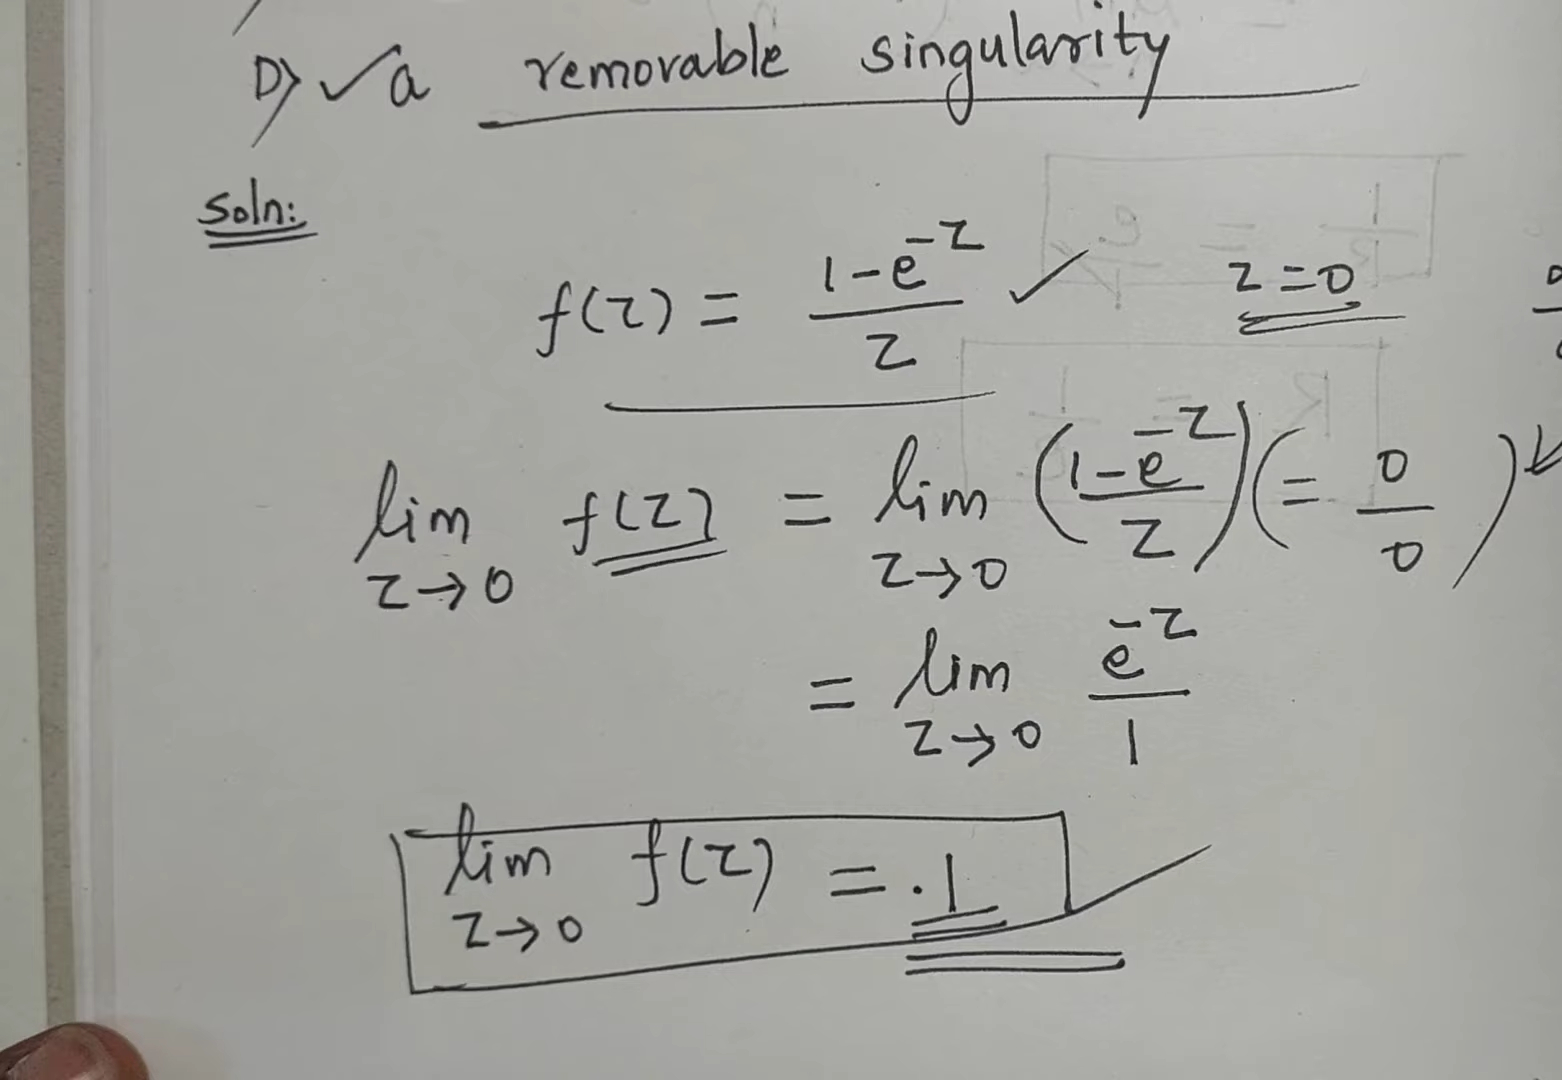 D) ✓a removable singularity
Soln:
f(z) = (1-e^-z)/z ✓ z=0
lim z→0 f(z) = lim z→0 ((1-e^-z)/z) (= 0/0)
= lim z→0 e^-z/1
lim z→0 f(z) = .1